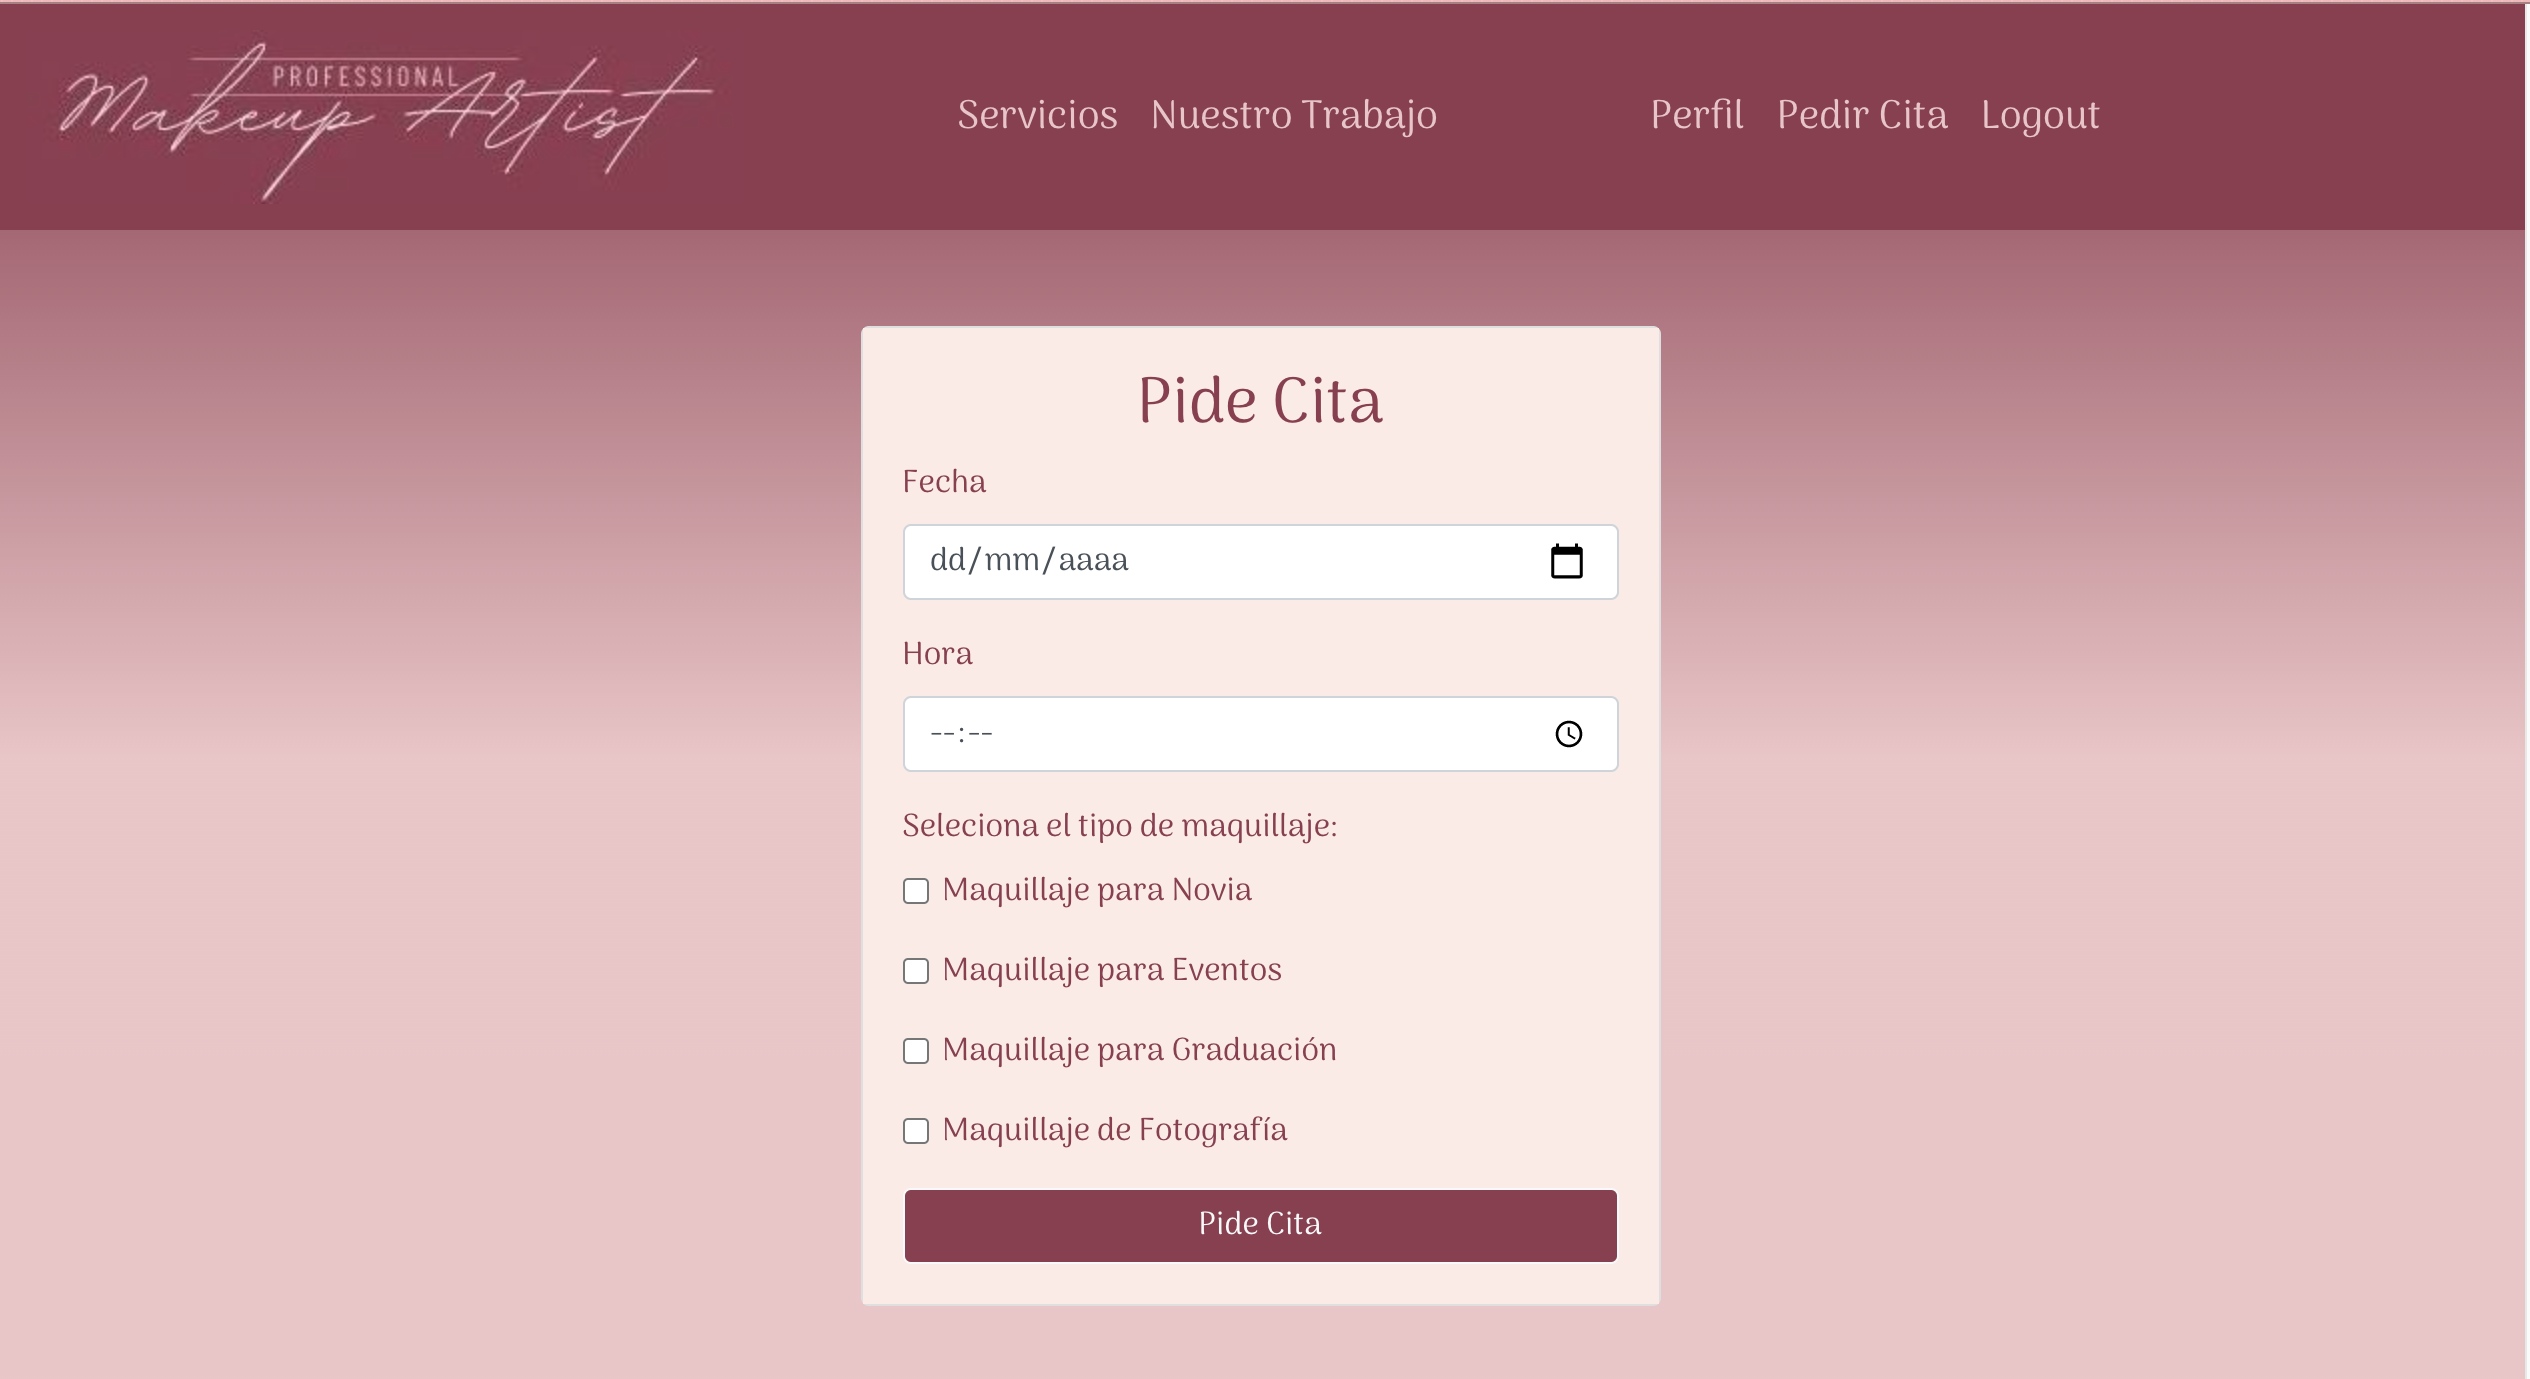 PROFESSIONAL
Makeup Artist
Servicios Nuestro Trabajo Perfil Pedir Cita Logout
Pide Cita
Fecha
dd/mm/aaaa
Hora
--:--
Seleciona el tipo de maquillaje:
Maquillaje para Novia
Maquillaje para Eventos
Maquillaje para Graduación
Maquillaje de Fotografía
Pide Cita